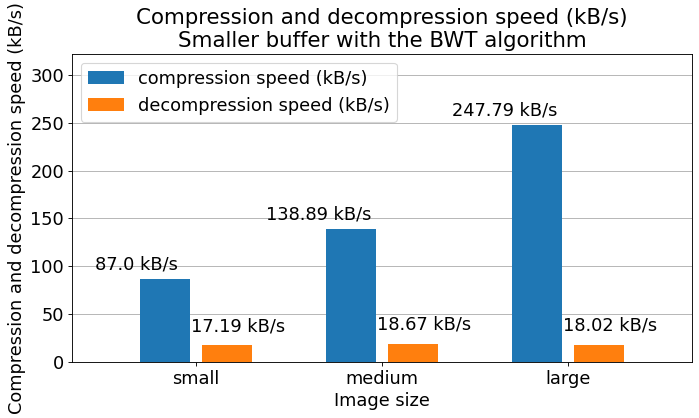 Compression and decompression speed (kB/s)
Smaller buffer with the BWT algorithm
Compression and decompression speed (kB/s)
compression speed (kB/s)
decompression speed (kB/s)
300
250
200
150
100
50
0
87.0 kB/s
17.19 kB/s
138.89 kB/s
18.67 kB/s
247.79 kB/s
18.02 kB/s
small
medium
large
Image size